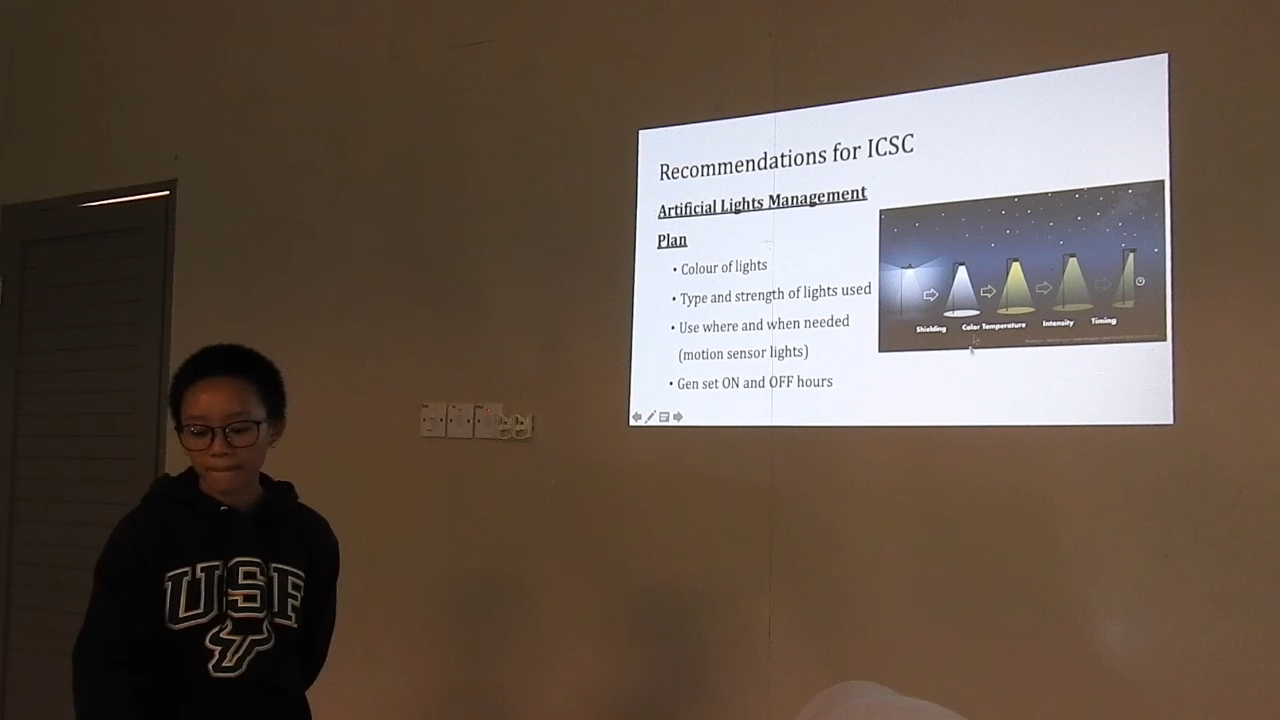 Recommendations for ICSC
Artificial Lights Management
Plan
• Colour of lights
• Type and strength of lights used
• Use where and when needed
(motion sensor lights)
• Gen set ON and OFF hours
Shielding Color Temperature Intensity Timing
USF